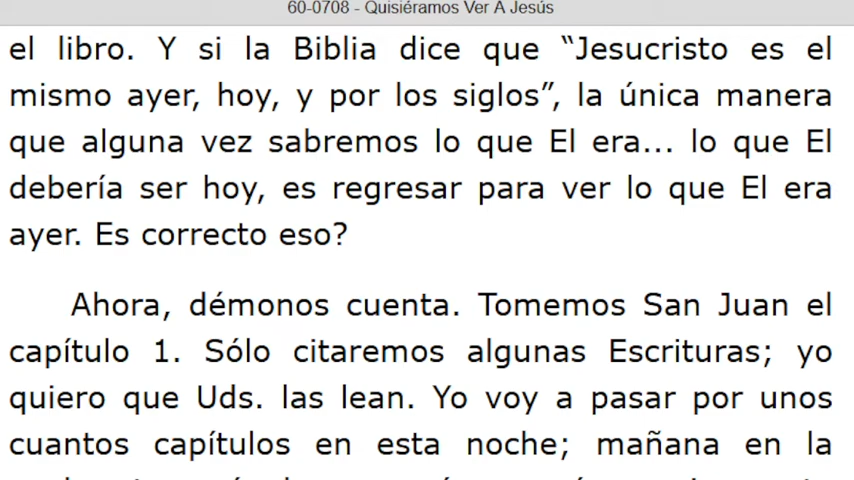 60-0708 - Quisiéramos Ver A Jesús
el libro. Y si la Biblia dice que “Jesucristo es el
mismo ayer, hoy, y por los siglos”, la única manera
que alguna vez sabremos lo que El era... lo que El
debería ser hoy, es regresar para ver lo que El era
ayer. Es correcto eso?
Ahora, démonos cuenta. Tomemos San Juan el
capítulo 1. Sólo citaremos algunas Escrituras; yo
quiero que Uds. las lean. Yo voy a pasar por unos
cuantos capítulos en esta noche; mañana en la